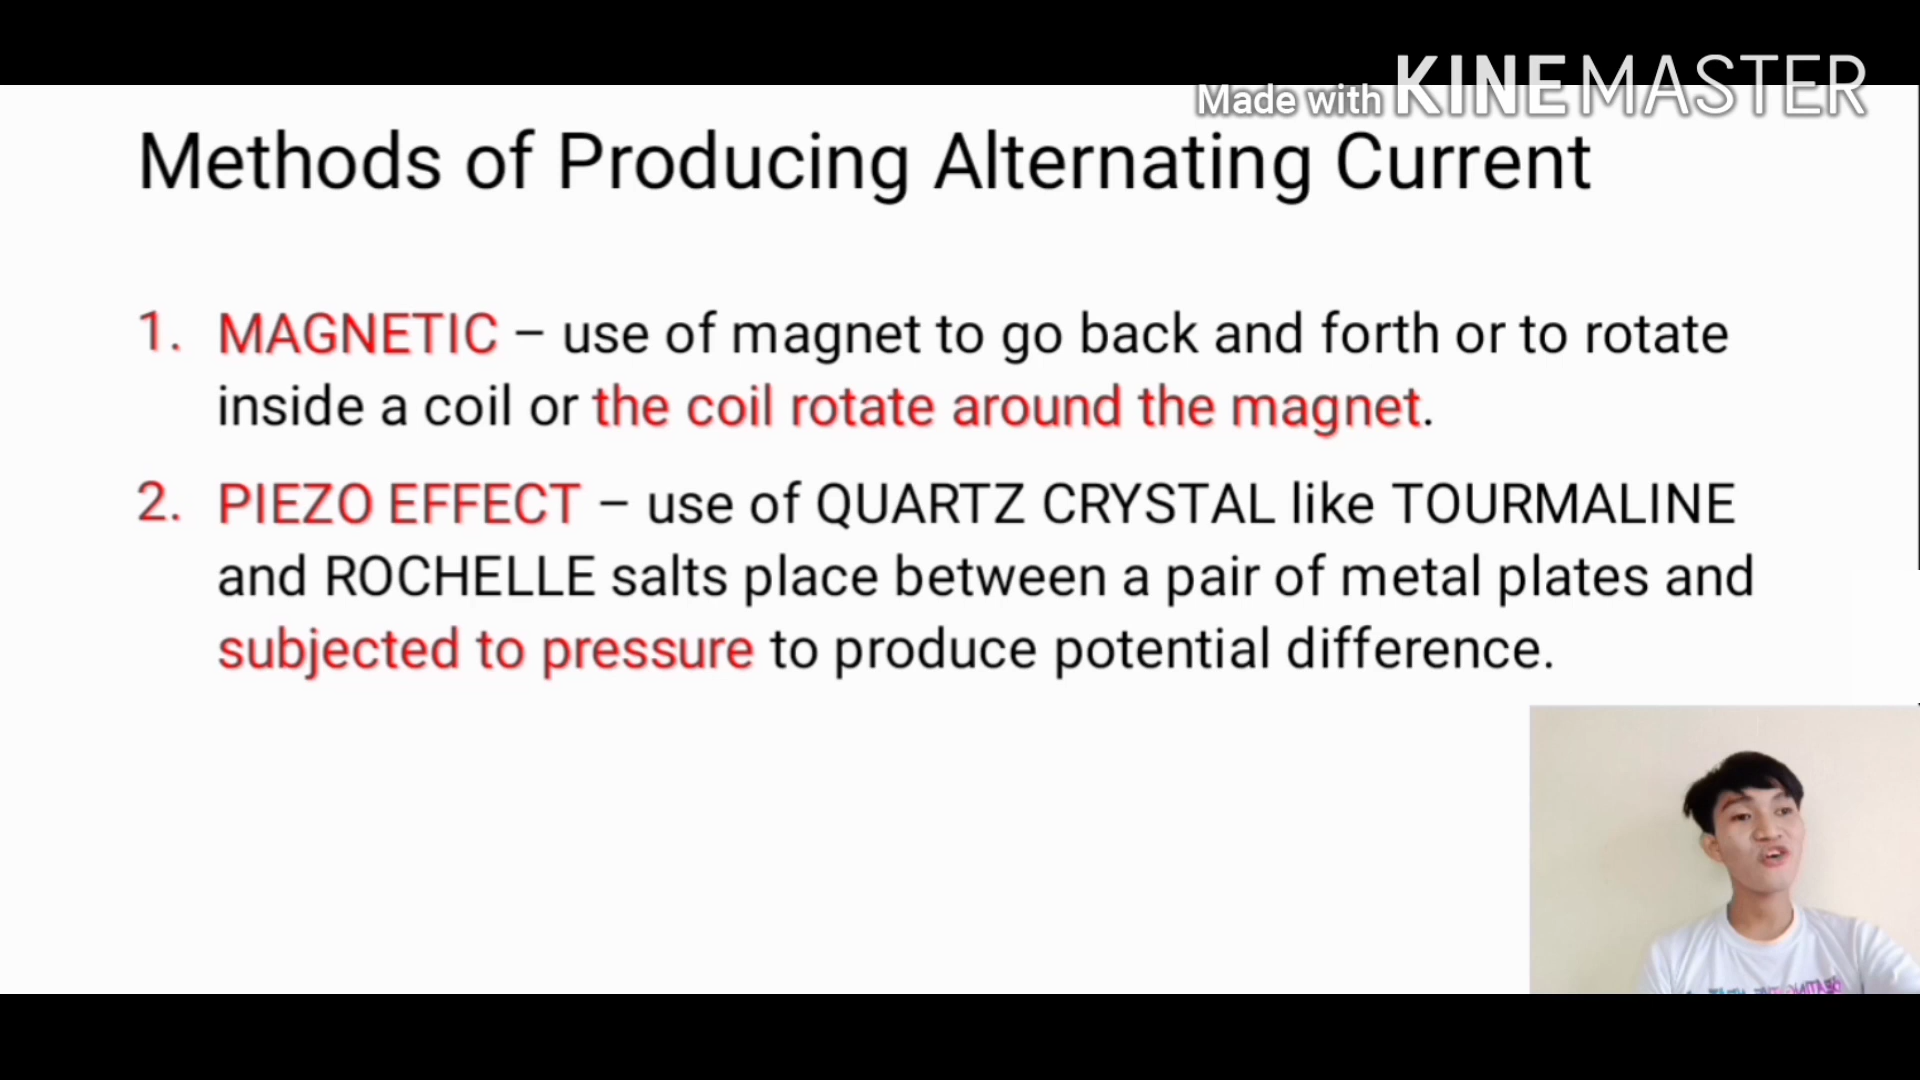 Made with KINEMASTER
Methods of Producing Alternating Current
1. MAGNETIC – use of magnet to go back and forth or to rotate
inside a coil or the coil rotate around the magnet.
2. PIEZO EFFECT – use of QUARTZ CRYSTAL like TOURMALINE
and ROCHELLE salts place between a pair of metal plates and
subjected to pressure to produce potential difference.